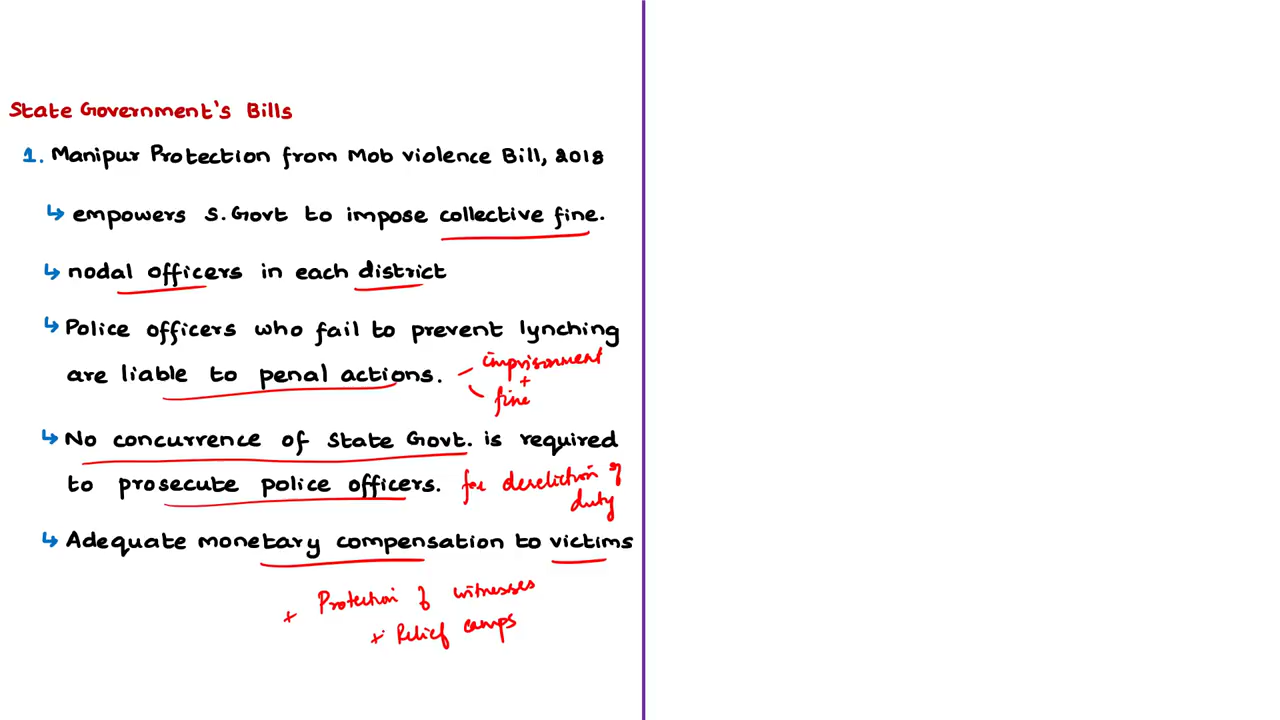 State Government's Bills
1. Manipur Protection from Mob violence Bill, 2018
↳ empowers S. Govt to impose collective fine.
↳ nodal officers in each district
↳ Police officers who fail to prevent lynching
are liable to penal actions.
imprisonment
+
fine
↳ No concurrence of State Govt. is required
to prosecute police officers. for dereliction of
duty
↳ Adequate monetary compensation to victims
+ Protection of witnesses
+ Relief camps